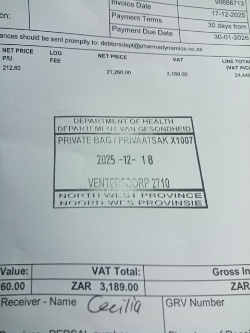 Invoice Date
V0666713
Payment Terms
17-12-2025
30 days from
Payment Due Date
30-01-2026
ances should be sent promptly to: debtorsdept@pharmadynamics.co.za
NET PRICE P/U LOG FEE NET PRICE VAT LINE TOTAL
(VAT INCL
212.60 21,260.00 3,189.00 24,449
DEPARTMENT OF HEALTH
DEPARTEMENT VAN GESONDHEID
PRIVATE BAG / PRIVAATSAK X1007
2025 -12- 18
VENTERSDORP 2710
NORTH WEST PROVINCE
NOORD WES PROVINSIE
Value: VAT Total: Gross In
60.00 ZAR 3,189.00 ZAR
Receiver - Name Cecilia GRV Number